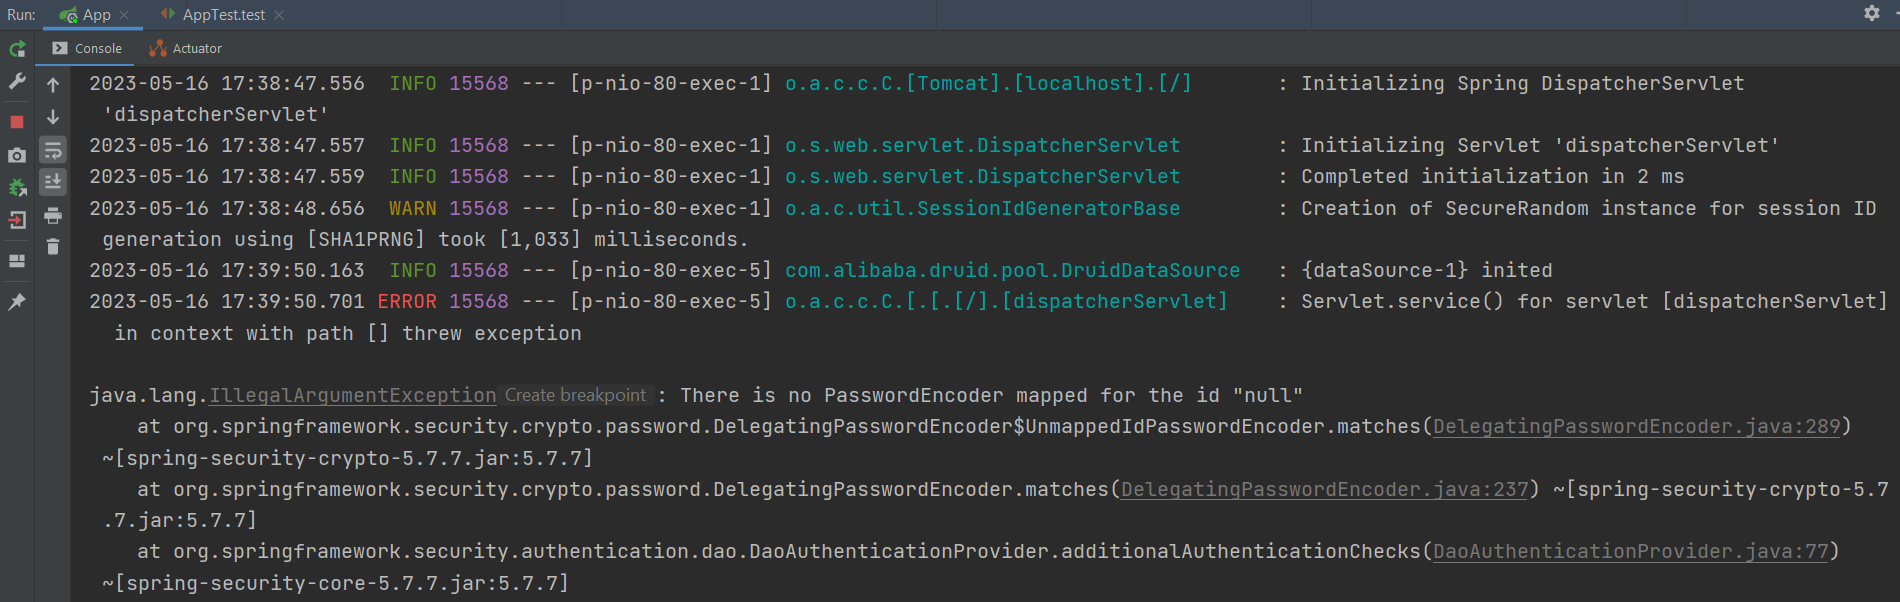 Run: App AppTest.test
Console Actuator
2023-05-16 17:38:47.556  INFO 15568 --- [p-nio-80-exec-1] o.a.c.c.C.[Tomcat].[localhost].[/]       : Initializing Spring DispatcherServlet
'dispatcherServlet'
2023-05-16 17:38:47.557  INFO 15568 --- [p-nio-80-exec-1] o.s.web.servlet.DispatcherServlet        : Initializing Servlet 'dispatcherServlet'
2023-05-16 17:38:47.559  INFO 15568 --- [p-nio-80-exec-1] o.s.web.servlet.DispatcherServlet        : Completed initialization in 2 ms
2023-05-16 17:38:48.656  WARN 15568 --- [p-nio-80-exec-1] o.a.c.util.SessionIdGeneratorBase        : Creation of SecureRandom instance for session ID
generation using [SHA1PRNG] took [1,033] milliseconds.
2023-05-16 17:39:50.163  INFO 15568 --- [p-nio-80-exec-5] com.alibaba.druid.pool.DruidDataSource   : {dataSource-1} inited
2023-05-16 17:39:50.701 ERROR 15568 --- [p-nio-80-exec-5] o.a.c.c.C.[.[.[/].[dispatcherServlet]    : Servlet.service() for servlet [dispatcherServlet]
in context with path [] threw exception
java.lang.IllegalArgumentException Create breakpoint : There is no PasswordEncoder mapped for the id "null"
at org.springframework.security.crypto.password.DelegatingPasswordEncoder$UnmappedIdPasswordEncoder.matches(DelegatingPasswordEncoder.java:289)
~[spring-security-crypto-5.7.7.jar:5.7.7]
at org.springframework.security.crypto.password.DelegatingPasswordEncoder.matches(DelegatingPasswordEncoder.java:237) ~[spring-security-crypto-5.7
.7.jar:5.7.7]
at org.springframework.security.authentication.dao.DaoAuthenticationProvider.additionalAuthenticationChecks(DaoAuthenticationProvider.java:77)
~[spring-security-core-5.7.7.jar:5.7.7]